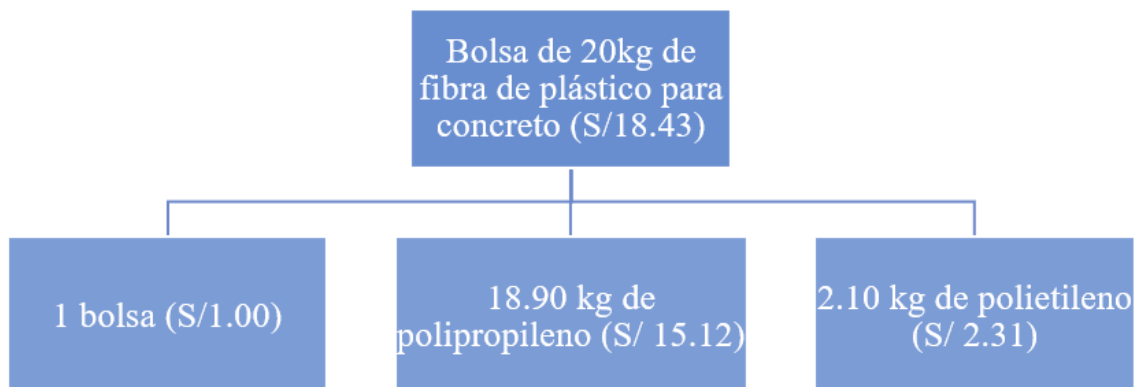 Bolsa de 20kg de
fibra de plástico para
concreto (S/18.43)
1 bolsa (S/1.00)
18.90 kg de
polipropileno (S/ 15.12)
2.10 kg de polietileno
(S/ 2.31)